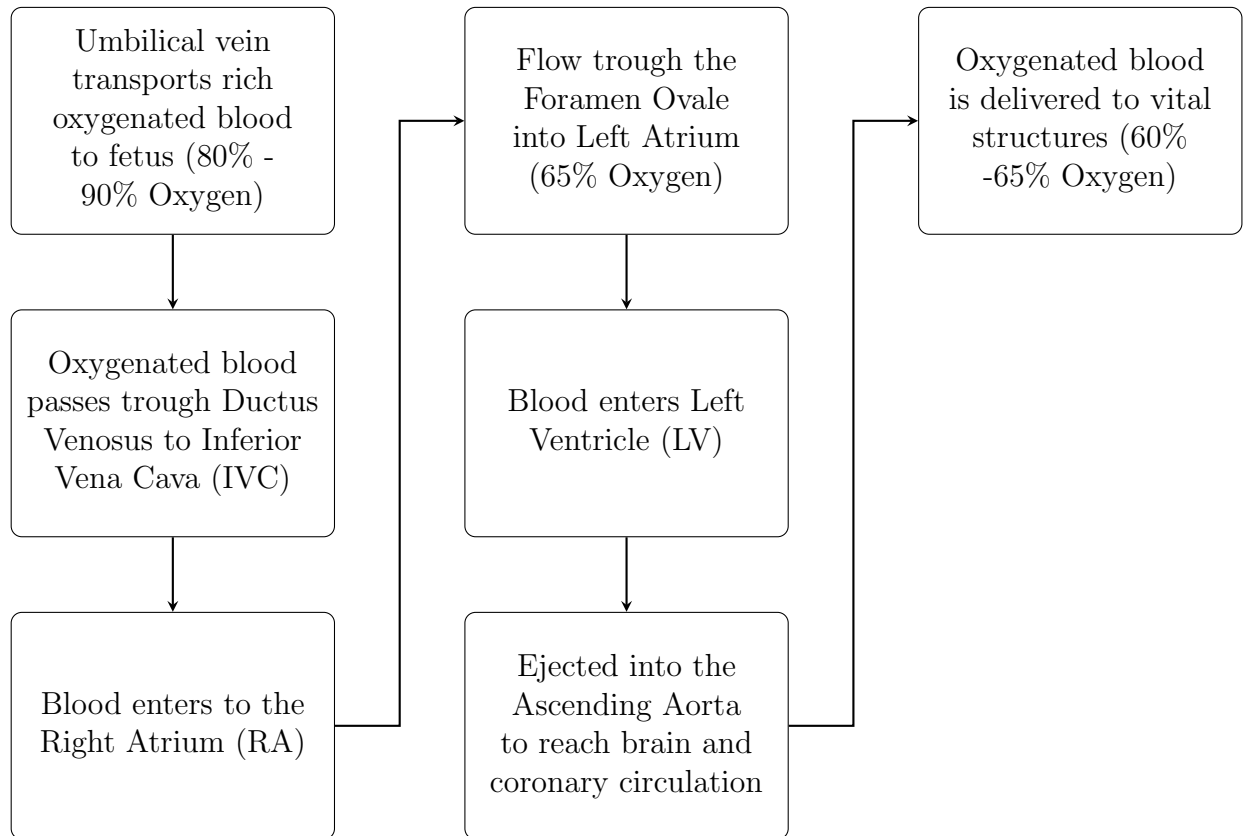 Umbilical vein
transports rich
oxygenated blood
to fetus (80% -
90% Oxygen)
Oxygenated blood
passes trough Ductus
Venosus to Inferior
Vena Cava (IVC)
Blood enters to the
Right Atrium (RA)
Flow trough the
Foramen Ovale
into Left Atrium
(65% Oxygen)
Blood enters Left
Ventricle (LV)
Ejected into the
Ascending Aorta
to reach brain and
coronary circulation
Oxygenated blood
is delivered to vital
structures (60%
-65% Oxygen)